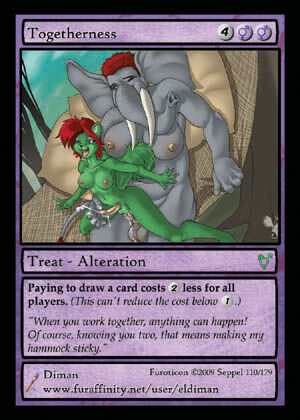 Togetherness 4
Treat - Alteration
Paying to draw a card costs 2 less for all
players. (This can't reduce the cost below 1.)
"When you work together, anything can happen!
Of course, knowing you two, that means making my
hammock sticky."
Diman Furoticon ©2009 Seppel 110/179
www.furaffinity.net/user/eldiman